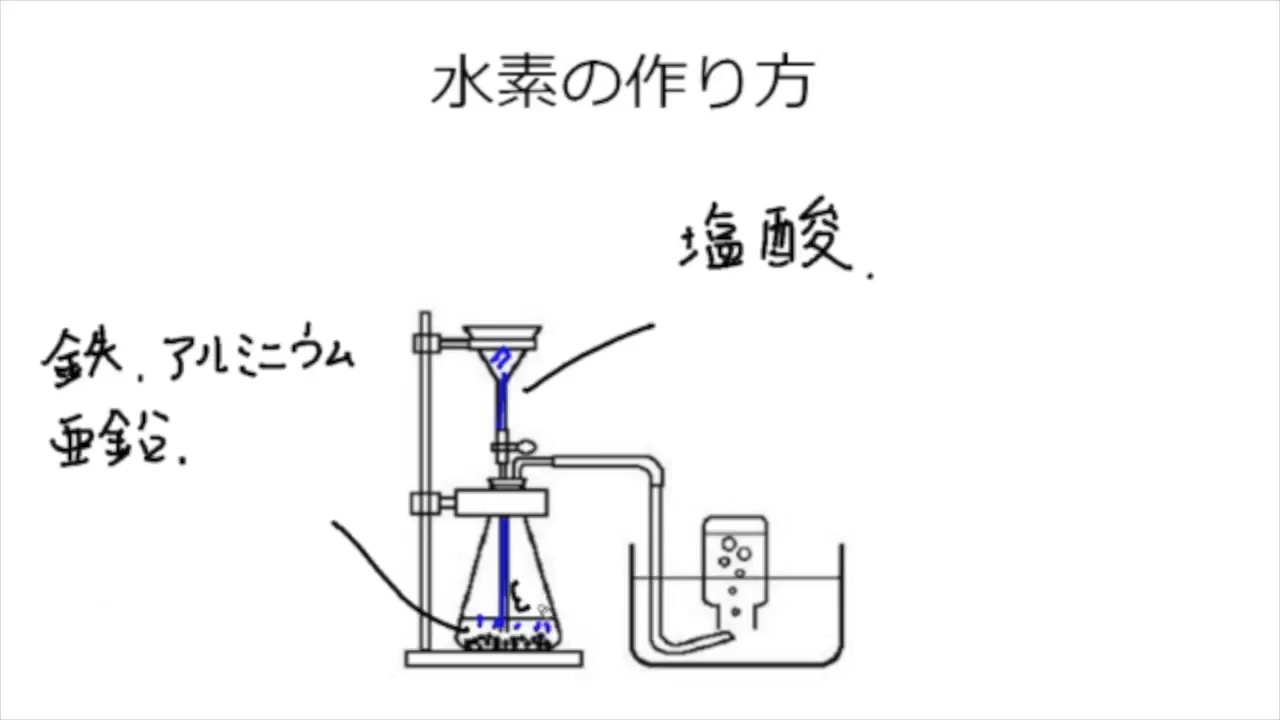 水素の作り方
塩酸.
鉄、アルミニウム
亜鉛.